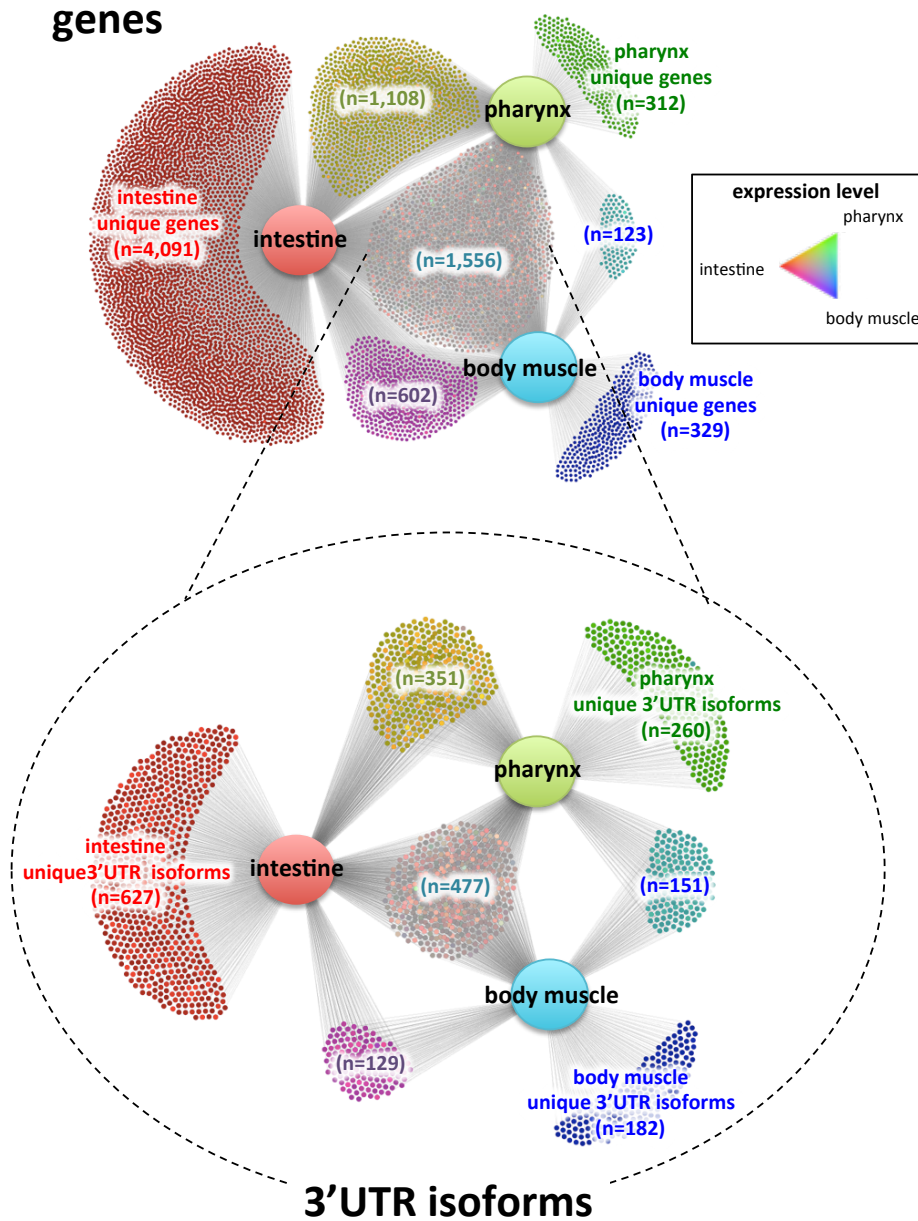 genes
pharynx
unique genes
(n=312)
(n=1,108)
pharynx
expression level
pharynx
intestine
body muscle
intestine
unique genes
(n=4,091)
intestine
(n=1,556)
(n=123)
body muscle
(n=602)
body muscle
unique genes
(n=329)
(n=351)
pharynx
unique 3’UTR isoforms
(n=260)
pharynx
intestine
unique3’UTR isoforms
(n=627)
intestine
(n=477)
(n=151)
body muscle
(n=129)
body muscle
unique 3’UTR isoforms
(n=182)
3’UTR isoforms